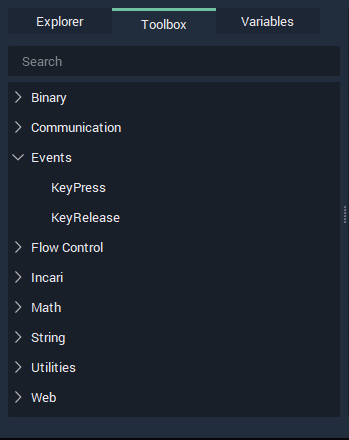 Explorer Toolbox Variables
Search
Binary
Communication
Events
KeyPress
KeyRelease
Flow Control
Incari
Math
String
Utilities
Web